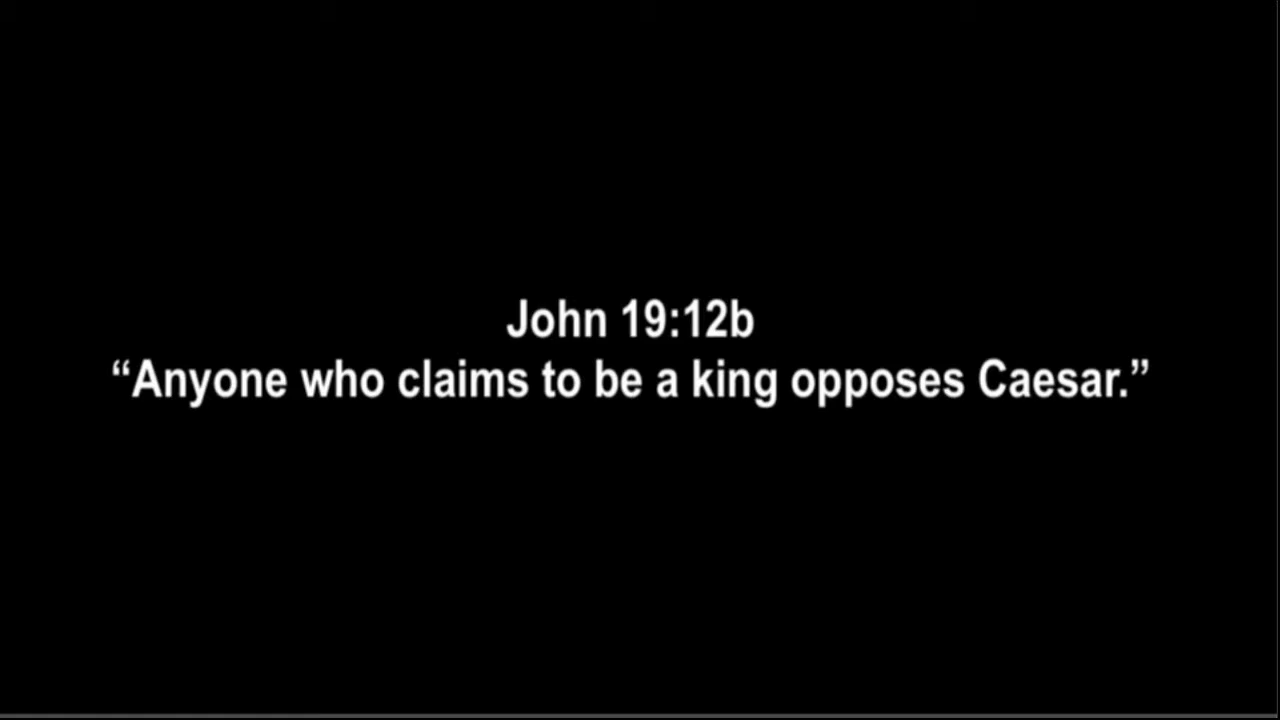 John 19:12b
“Anyone who claims to be a king opposes Caesar.”